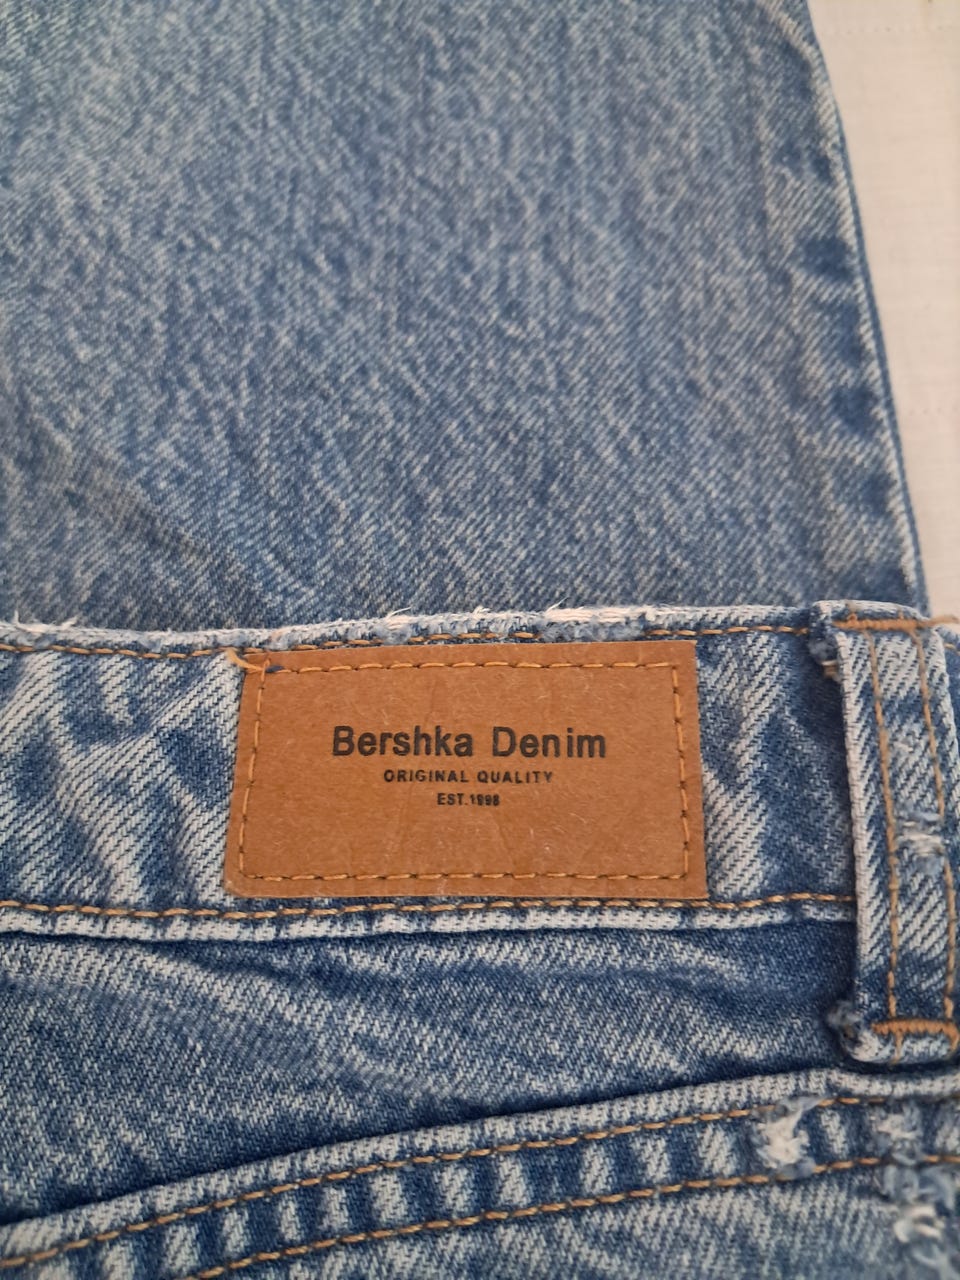 Bershka Denim
ORIGINAL QUALITY
EST.1998